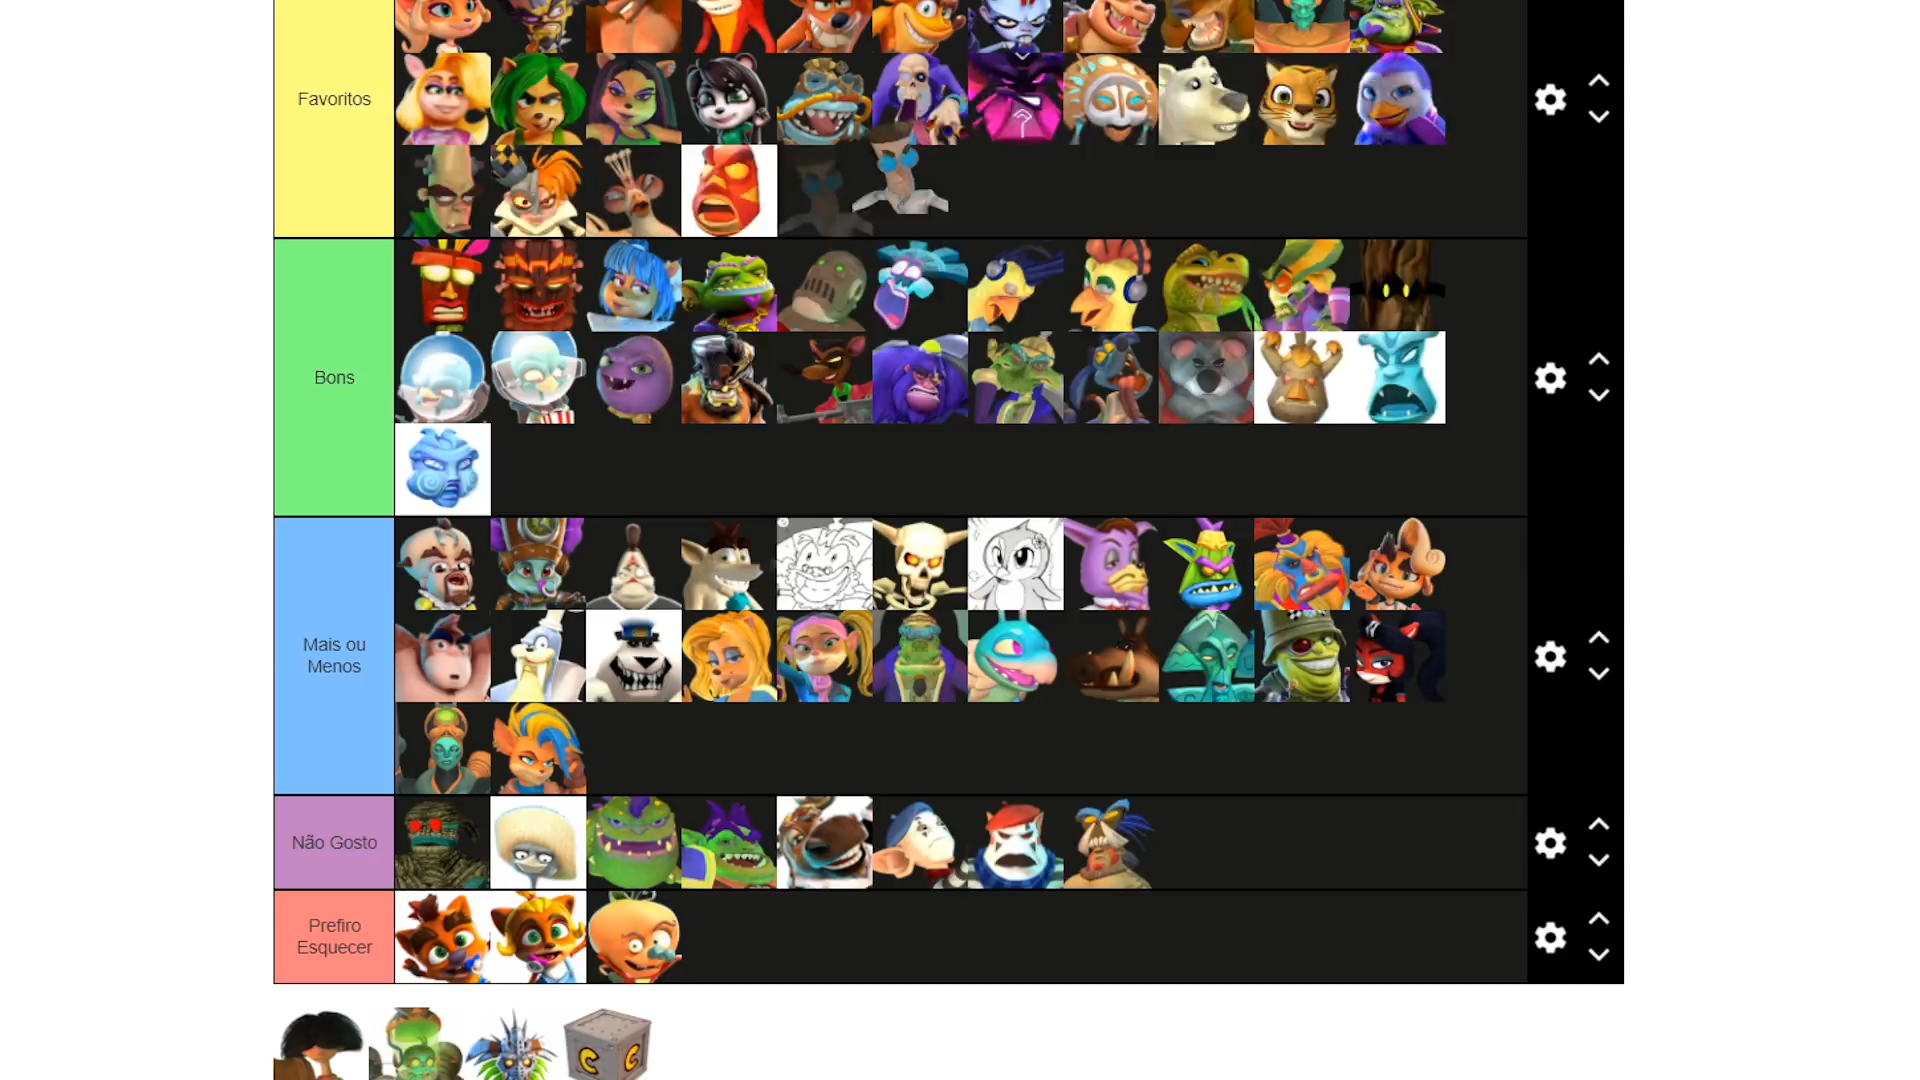 Favoritos
Bons
Mais ou
Menos
Não Gosto
Prefiro
Esquecer